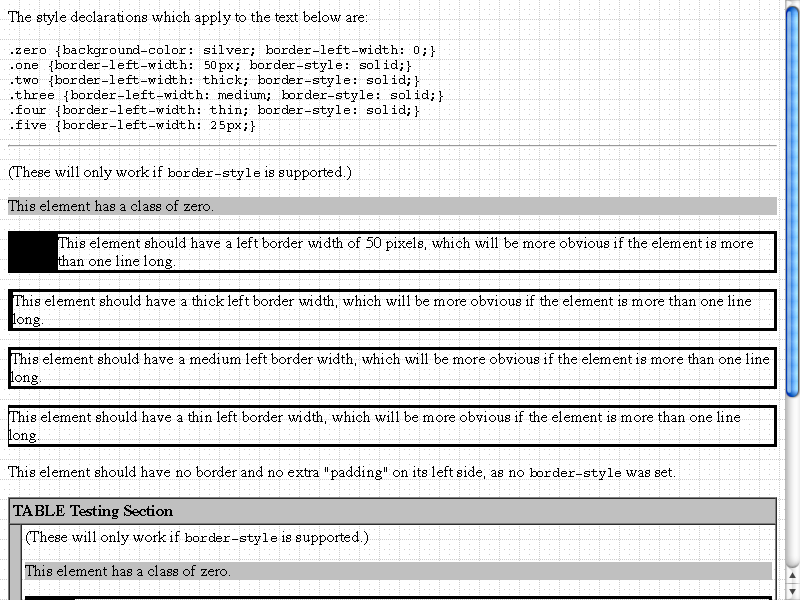 The style declarations which apply to the text below are:
.zero {background-color: silver; border-left-width: 0;}
.one {border-left-width: 50px; border-style: solid;}
.two {border-left-width: thick; border-style: solid;}
.three {border-left-width: medium; border-style: solid;}
.four {border-left-width: thin; border-style: solid;}
.five {border-left-width: 25px;}
(These will only work if border-style is supported.)
This element has a class of zero.
This element should have a left border width of 50 pixels, which will be more obvious if the element is more
than one line long.
This element should have a thick left border width, which will be more obvious if the element is more than one line
long.
This element should have a medium left border width, which will be more obvious if the element is more than one line
long.
This element should have a thin left border width, which will be more obvious if the element is more than one line
long.
This element should have no border and no extra "padding" on its left side, as no border-style was set.
TABLE Testing Section
(These will only work if border-style is supported.)
This element has a class of zero.